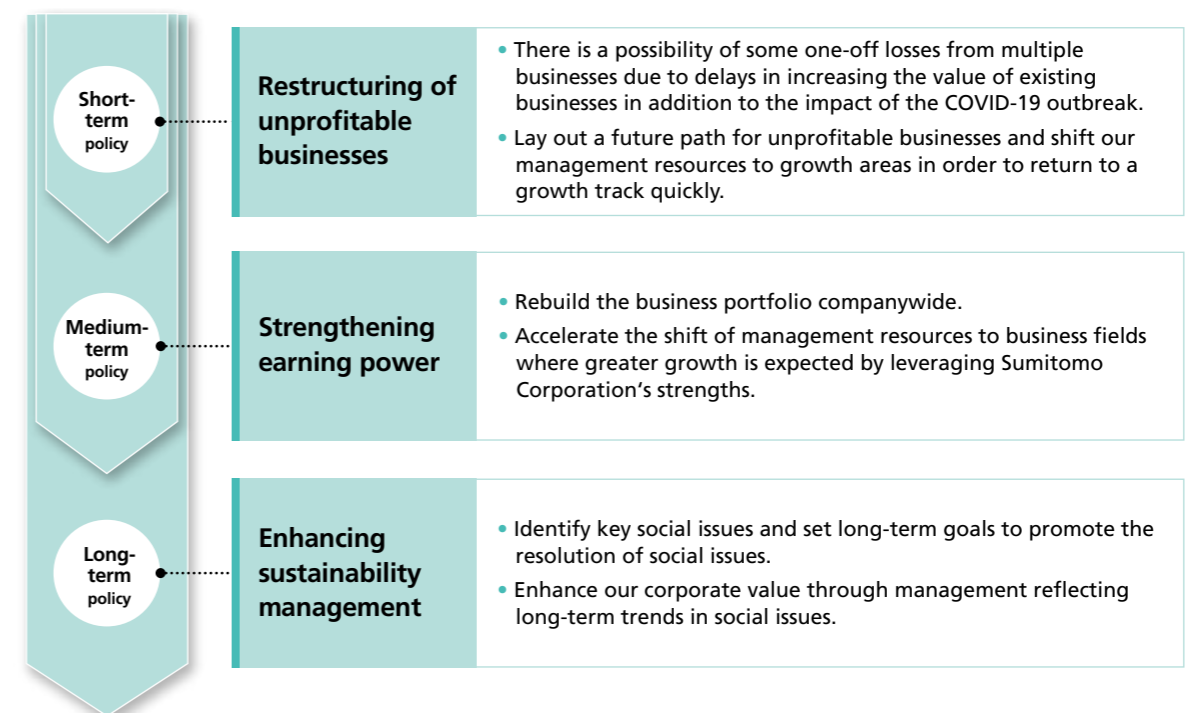 Short-
term
policy
Restructuring of
unprofitable
businesses
• There is a possibility of some one-off losses from multiple
businesses due to delays in increasing the value of existing
businesses in addition to the impact of the COVID-19 outbreak.
• Lay out a future path for unprofitable businesses and shift our
management resources to growth areas in order to return to a
growth track quickly.
Medium-
term
policy
Strengthening
earning power
• Rebuild the business portfolio companywide.
• Accelerate the shift of management resources to business fields
where greater growth is expected by leveraging Sumitomo
Corporation‘s strengths.
Long-
term
policy
Enhancing
sustainability
management
• Identify key social issues and set long-term goals to promote the
resolution of social issues.
• Enhance our corporate value through management reflecting
long-term trends in social issues.